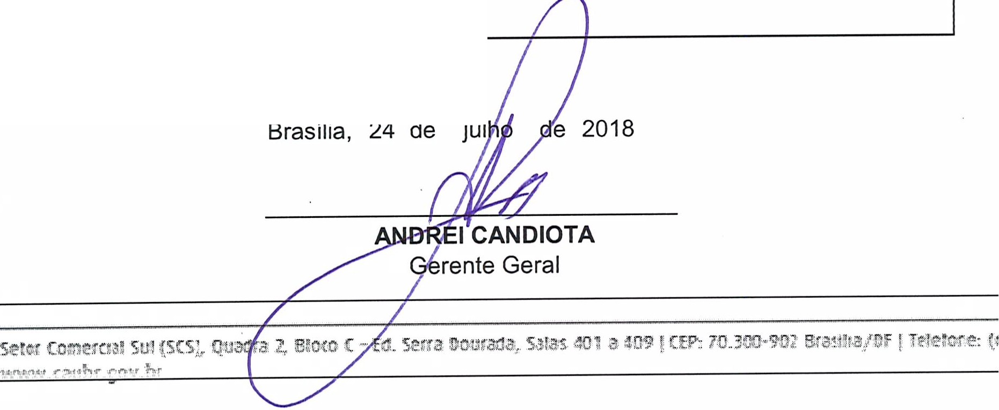 Brasília, 24 de julho de 2018
ANDREI CANDIOTA
Gerente Geral
Setor Comercial Sul (SCS), Quadra 2, Bloco C - Ed. Serra Dourada, Salas 401 a 409 | CEP: 70.300-902 Brasília/DF | Telefone: (
www.caubr.gov.br